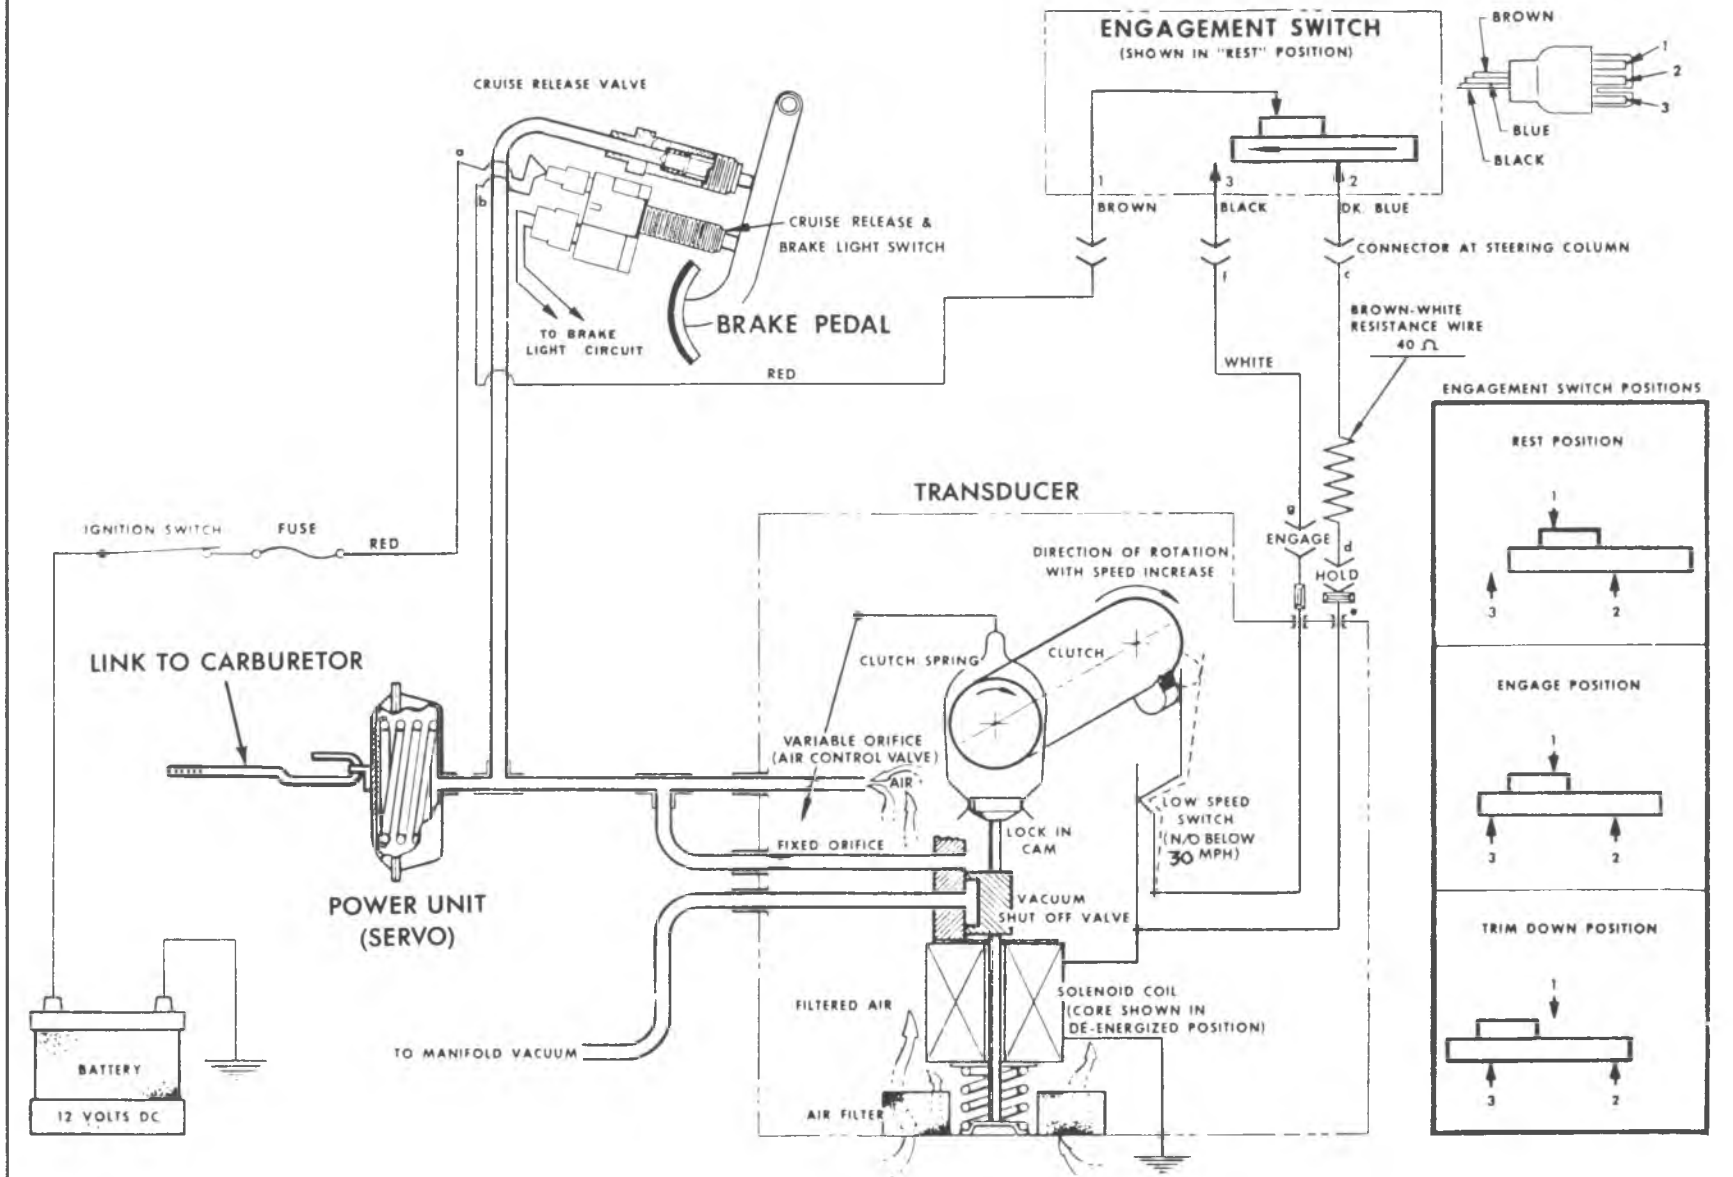 ENGAGEMENT SWITCH
(SHOWN IN "REST" POSITION)
BROWN
1
2
3
BLUE
BLACK
CRUISE RELEASE VALVE
a
b
CRUISE RELEASE &
BRAKE LIGHT SWITCH
BRAKE PEDAL
TO BRAKE
LIGHT CIRCUIT
RED
1
BROWN
3
BLACK
2
DK. BLUE
CONNECTOR AT STEERING COLUMN
f
c
BROWN-WHITE
RESISTANCE WIRE
40 Ω
WHITE
IGNITION SWITCH
FUSE
RED
TRANSDUCER
g
ENGAGE
d
HOLD
e
DIRECTION OF ROTATION
WITH SPEED INCREASE
CLUTCH SPRING
CLUTCH
LINK TO CARBURETOR
VARIABLE ORIFICE
(AIR CONTROL VALVE)
AIR
LOW SPEED
SWITCH
(N/O BELOW
30 MPH)
LOCK IN
CAM
FIXED ORIFICE
VACUUM
SHUT OFF VALVE
POWER UNIT
(SERVO)
FILTERED AIR
SOLENOID COIL
(CORE SHOWN IN
DE-ENERGIZED POSITION)
TO MANIFOLD VACUUM
AIR FILTER
BATTERY
12 VOLTS DC
ENGAGEMENT SWITCH POSITIONS
REST POSITION
1
3
2
ENGAGE POSITION
1
3
2
TRIM DOWN POSITION
1
3
2